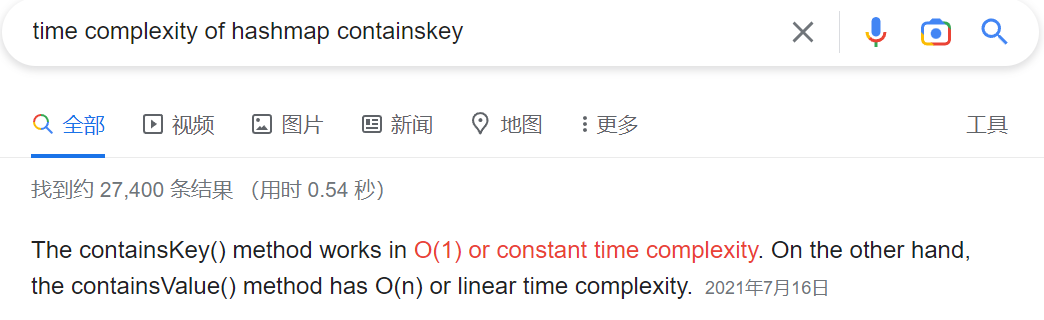 time complexity of hashmap containskey
全部 视频 图片 新闻 地图 更多 工具
找到约 27,400 条结果 （用时 0.54 秒）
The containsKey() method works in O(1) or constant time complexity. On the other hand,
the containsValue() method has O(n) or linear time complexity. 2021年7月16日